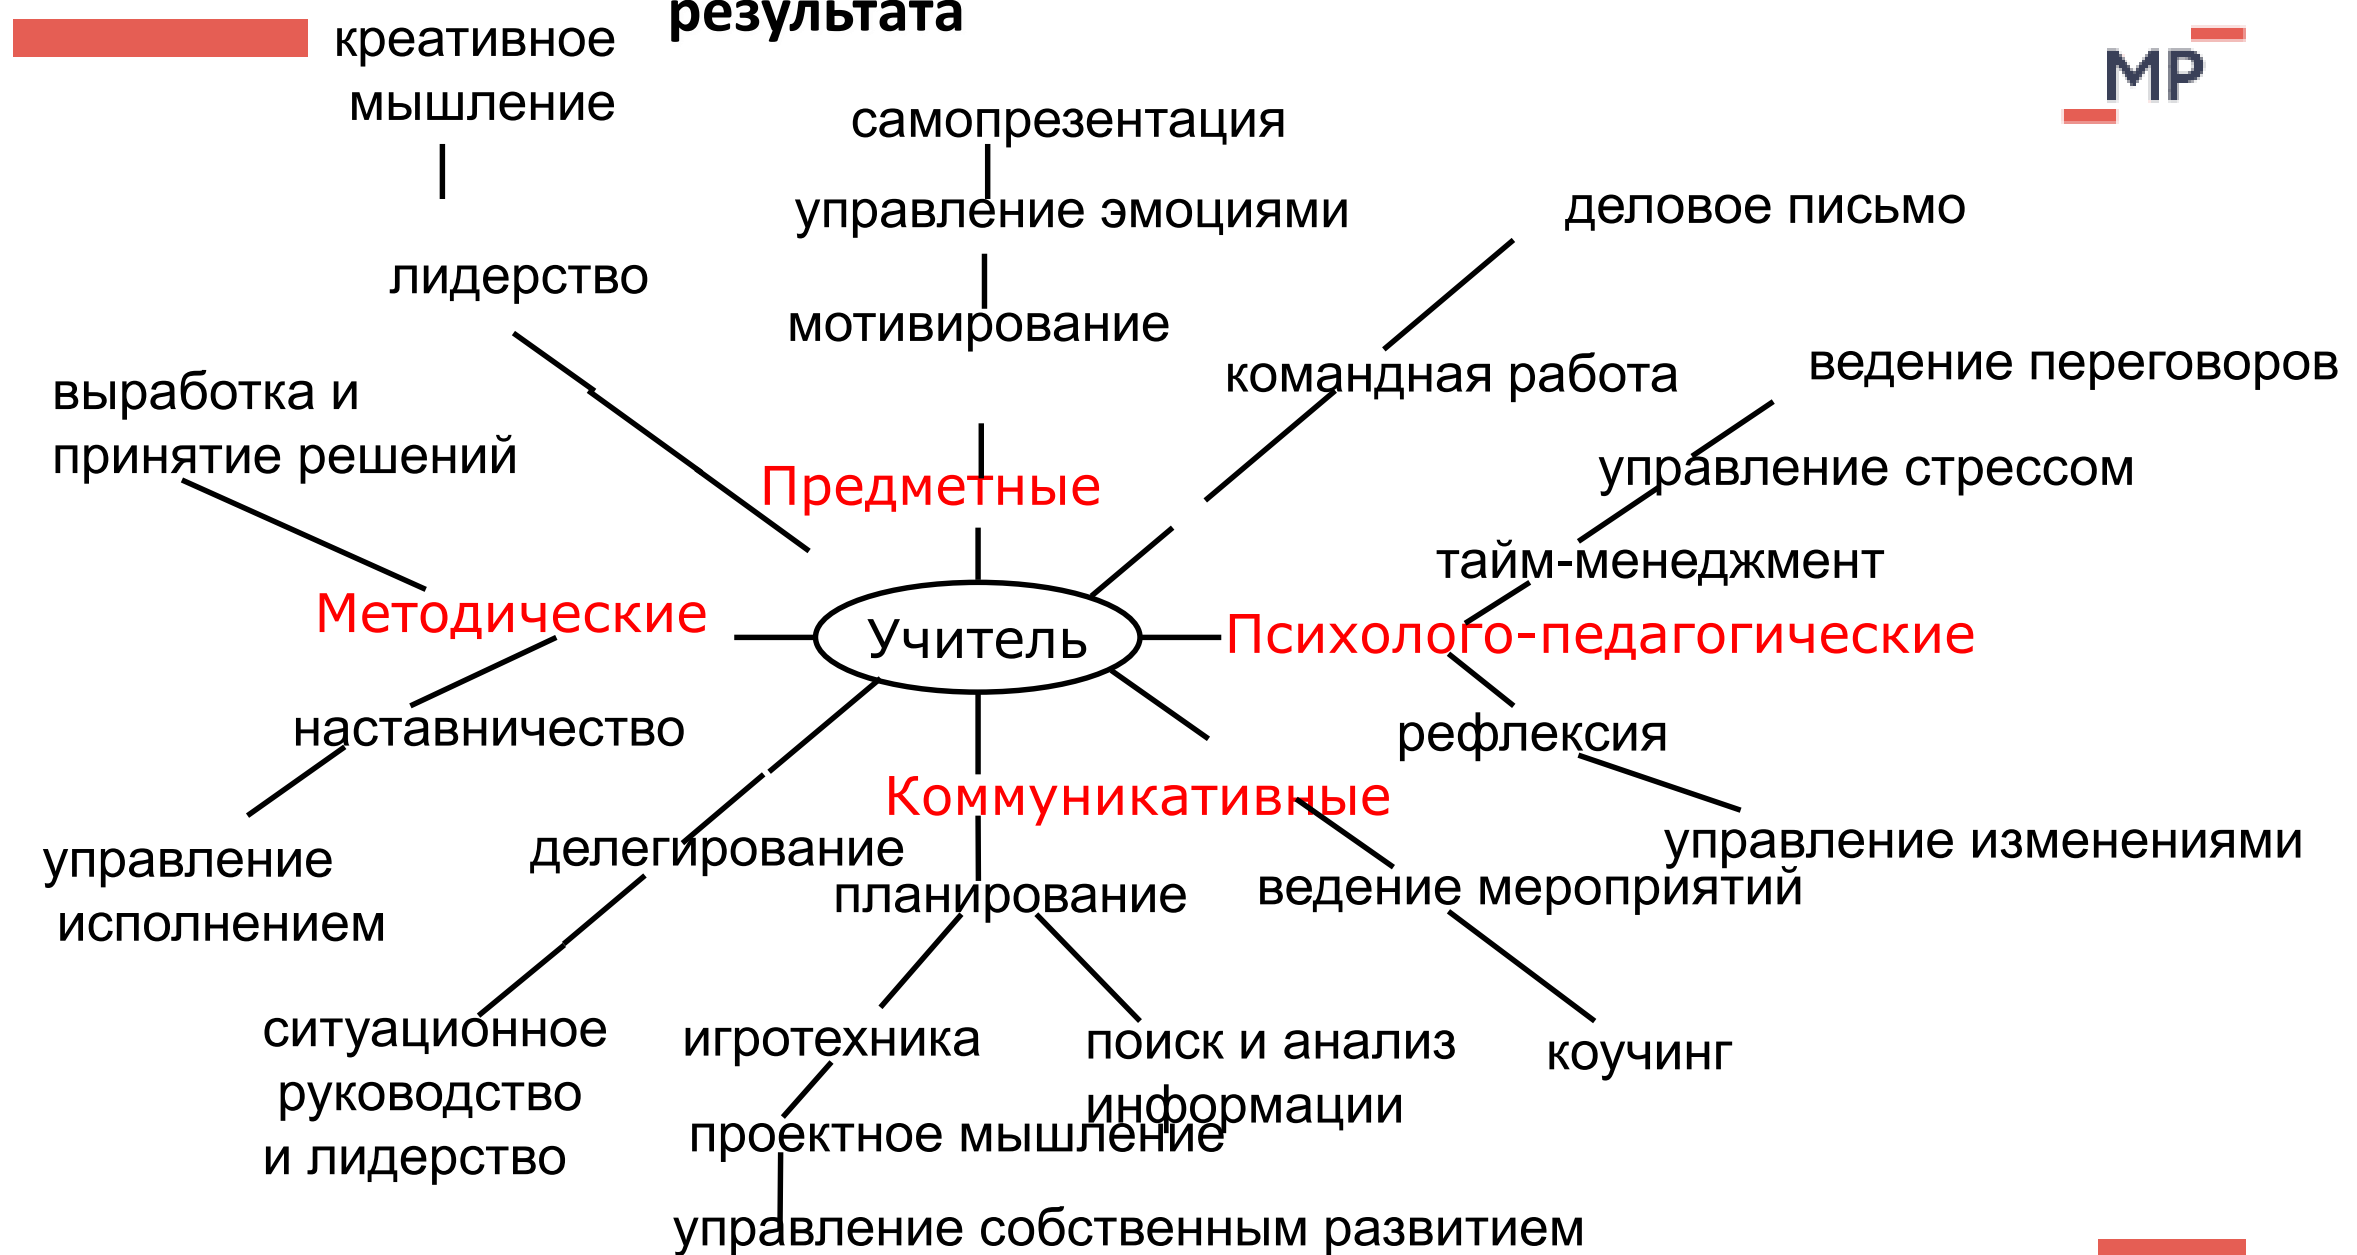 результата
креативное
мышление
МР
самопрезентация
управление эмоциями
деловое письмо
лидерство
мотивирование
командная работа
ведение переговоров
выработка и
принятие решений
управление стрессом
Предметные
тайм-менеджмент
Методические
Учитель
Психолого-педагогические
наставничество
рефлексия
Коммуникативные
управление
исполнением
делегирование
планирование
ведение мероприятий
управление изменениями
ситуационное
руководство
и лидерство
игротехника
поиск и анализ
информации
коучинг
проектное мышление
управление собственным развитием